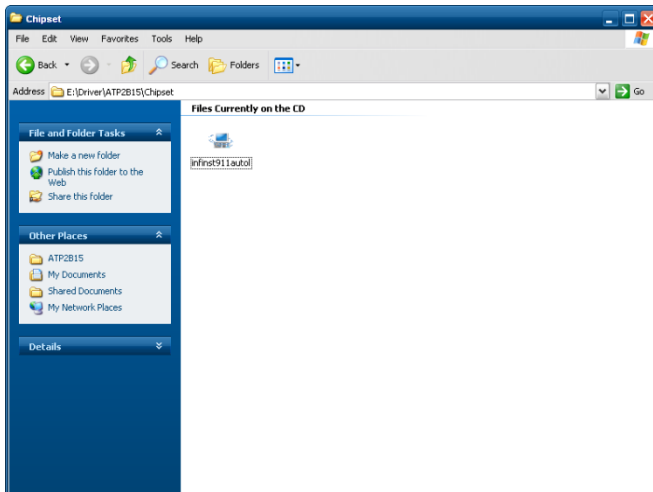 Chipset
File Edit View Favorites Tools Help
Back Search Folders
Address E:\Driver\ATP2B15\Chipset Go
Files Currently on the CD
File and Folder Tasks
infinst911autol
Make a new folder
Publish this folder to the
Web
Share this folder
Other Places
ATP2B15
My Documents
Shared Documents
My Network Places
Details